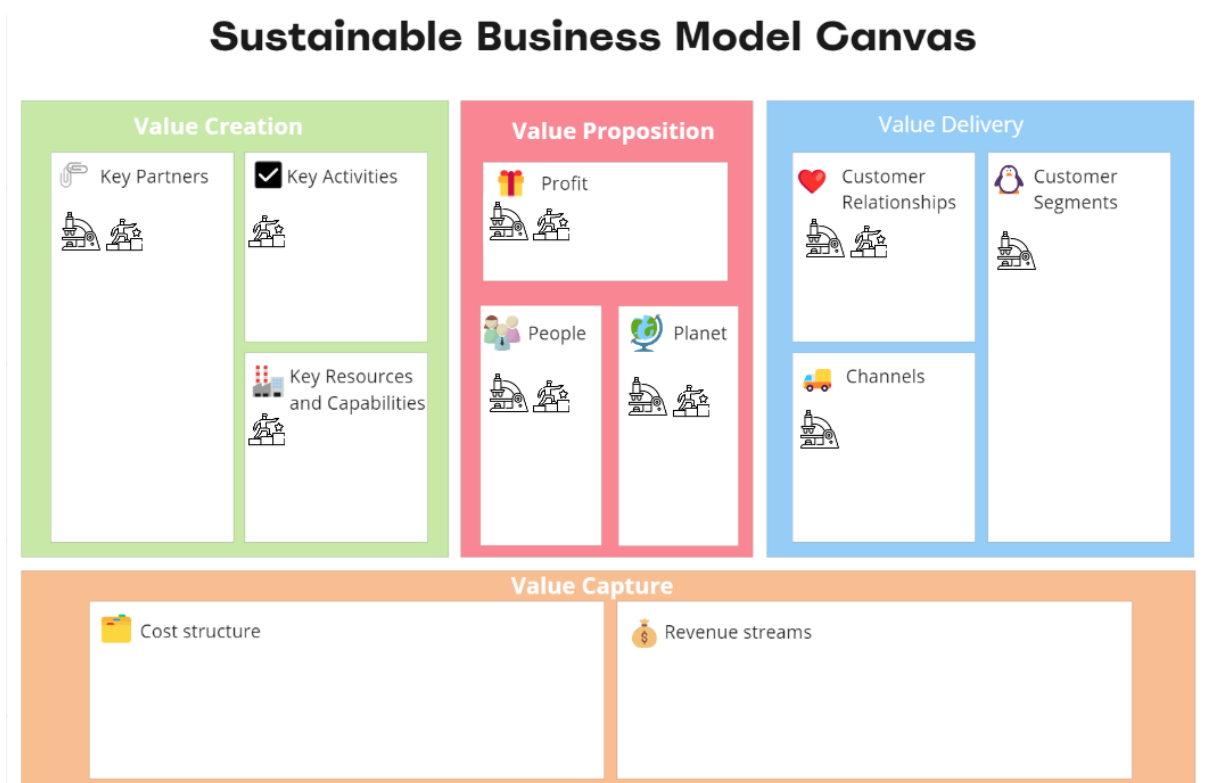 Sustainable Business Model Canvas
Value Creation
Key Partners
Key Activities
Key Resources
and Capabilities
Value Proposition
Profit
People
Planet
Value Delivery
Customer
Relationships
Customer
Segments
Channels
Value Capture
Cost structure
Revenue streams